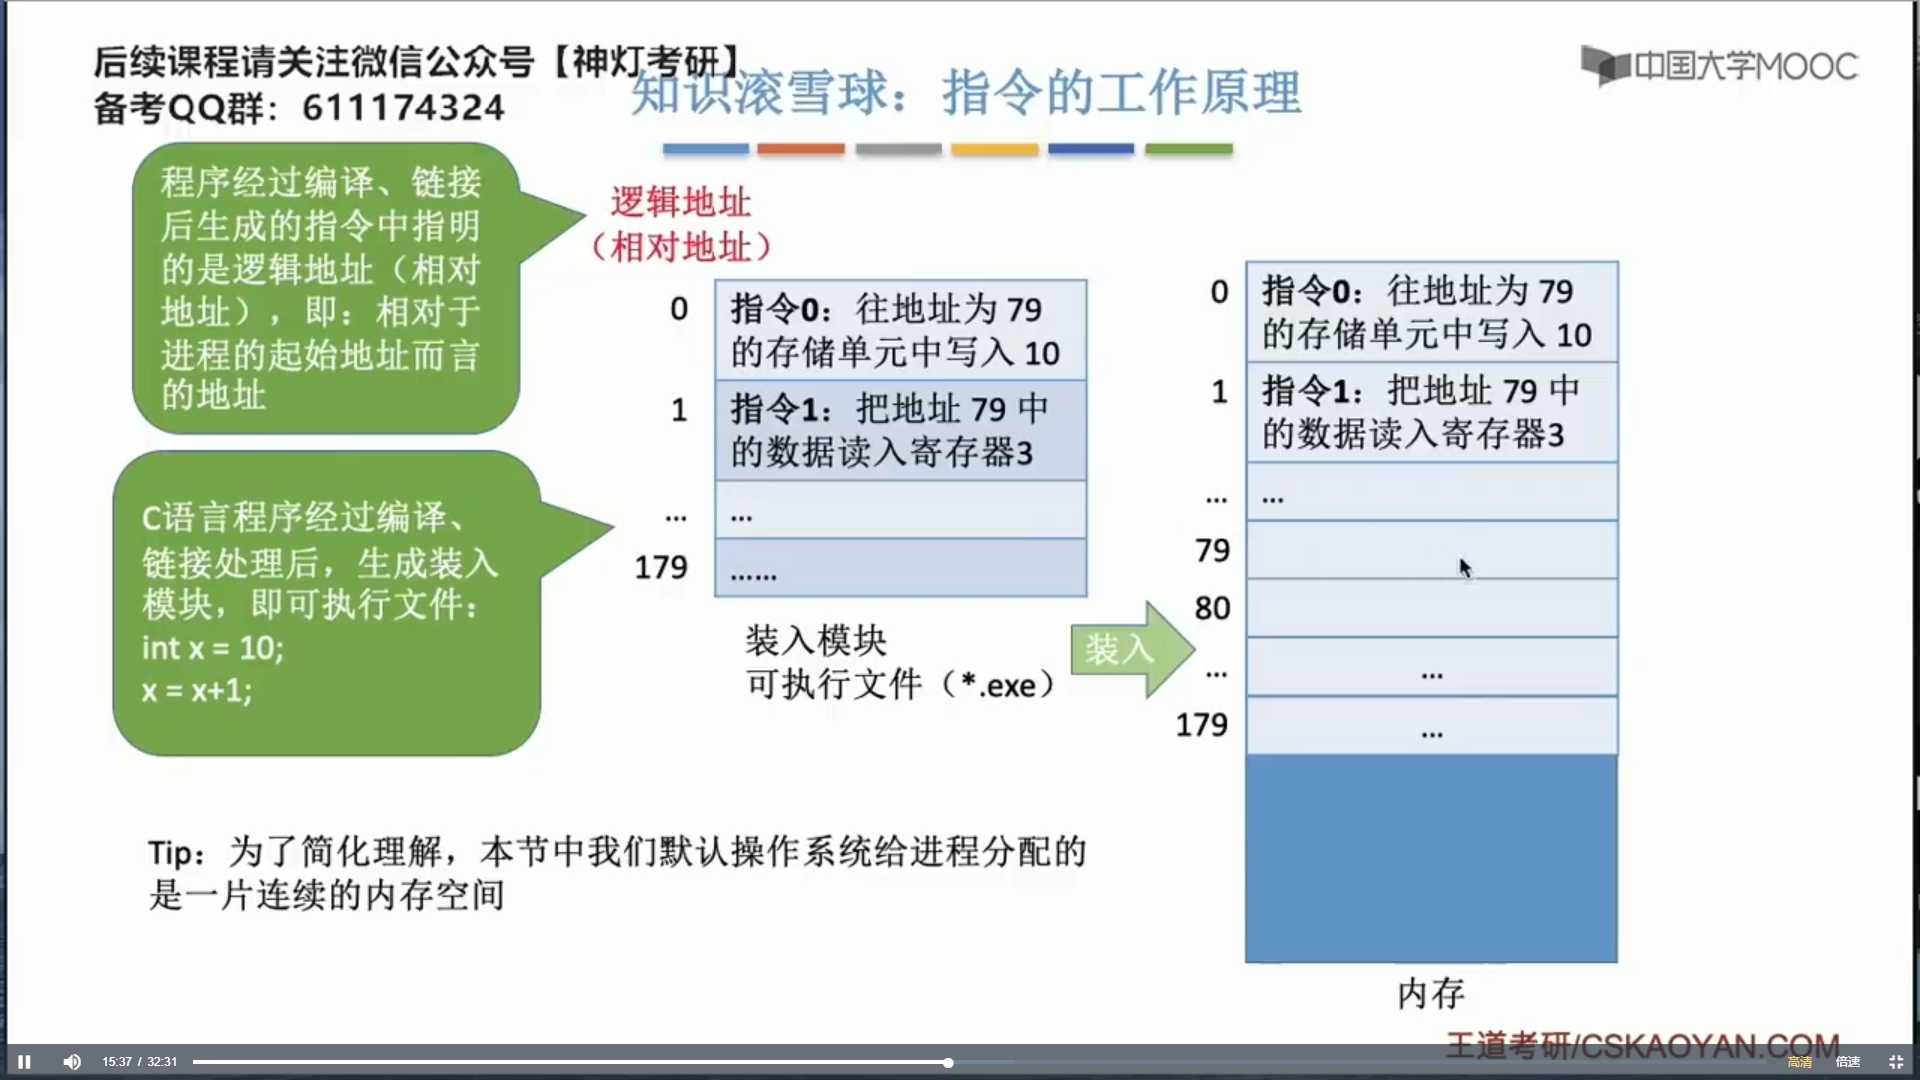 后续课程请关注微信公众号【神灯考研】
备考QQ群：611174324
知识滚雪球：指令的工作原理
中国大学MOOC
程序经过编译、链接
后生成的指令中指明
的是逻辑地址（相对
地址），即：相对于
进程的起始地址而言
的地址
逻辑地址
（相对地址）
C语言程序经过编译、
链接处理后，生成装入
模块，即可执行文件：
int x = 10;
x = x+1;
0
指令0：往地址为 79
的存储单元中写入 10
1
指令1：把地址 79 中
的数据读入寄存器3
...
...
179
......
装入模块
可执行文件（*.exe）
装入
0
指令0：往地址为 79
的存储单元中写入 10
1
指令1：把地址 79 中
的数据读入寄存器3
...
...
79
80
...
...
179
...
内存
Tip：为了简化理解，本节中我们默认操作系统给进程分配的
是一片连续的内存空间
王道考研/CSKAOYAN.COM
15:37 / 32:31
高清
倍速